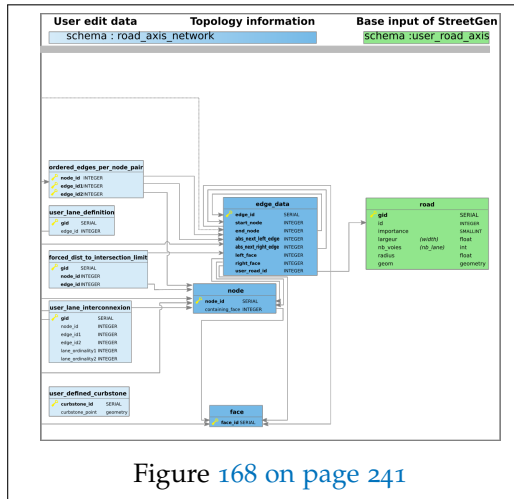 User edit data Topology information Base input of StreetGen
schema : road_axis_network schema :user_road_axis
ordered_edges_per_node_pair
node_id INTEGER
edge_id1 INTEGER
edge_id2 INTEGER
user_lane_definition
gid SERIAL
edge_id INTEGER
forced_dist_to_intersection_limit
gid SERIAL
node_id INTEGER
edge_id INTEGER
user_lane_interconnexion
gid SERIAL
node_id INTEGER
edge_id1 INTEGER
edge_id2 INTEGER
lane_ordinality1 INTEGER
lane_ordinality2 INTEGER
user_defined_curbstone
curbstone_id SERIAL
curbstone_point geometry
edge_data
edge_id SERIAL
start_node INTEGER
end_node INTEGER
abs_next_left_edge INTEGER
abs_next_right_edge INTEGER
left_face INTEGER
right_face INTEGER
user_road_id INTEGER
node
node_id SERIAL
containing_face INTEGER
face
face_id SERIAL
road
gid SERIAL
id INTEGER
importance SMALLINT
largeur (width) float
nb_voies (nb_lane) int
radius float
geom geometry
Figure 168 on page 241